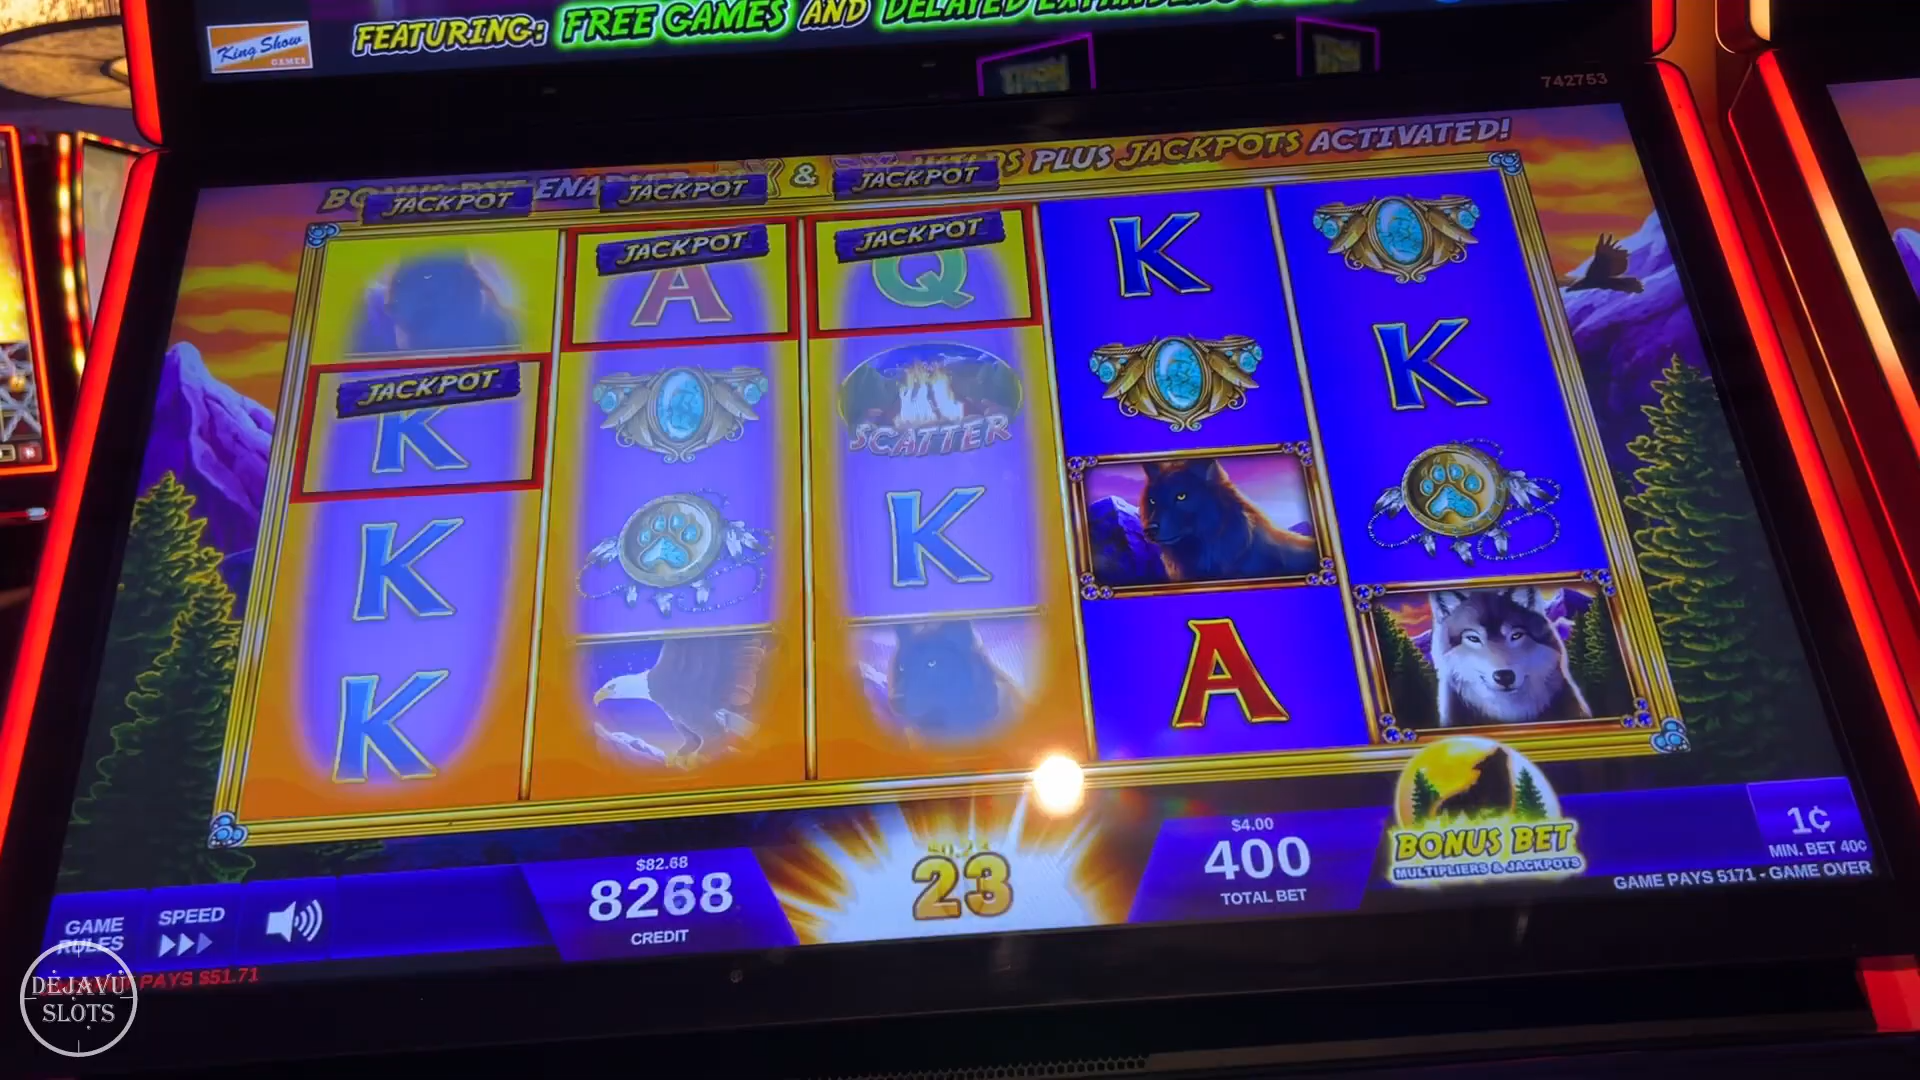 King Show
GAMES
FEATURING: FREE GAMES AND DELAYED
742753
PLUS JACKPOTS ACTIVATED!
JACKPOT
JACKPOT
JACKPOT
&
JACKPOT
JACKPOT
JACKPOT
A
Q
K
K
K
SCATTER
K
K
K
K
A
BONUS BET
MULTIPLIERS & JACKPOTS
1¢
MIN. BET 40¢
GAME PAYS 5171 - GAME OVER
$4.00
400
TOTAL BET
23
$82.68
8268
CREDIT
GAME
RULES
SPEED
PAYS $51.71
DEJAVU
SLOTS